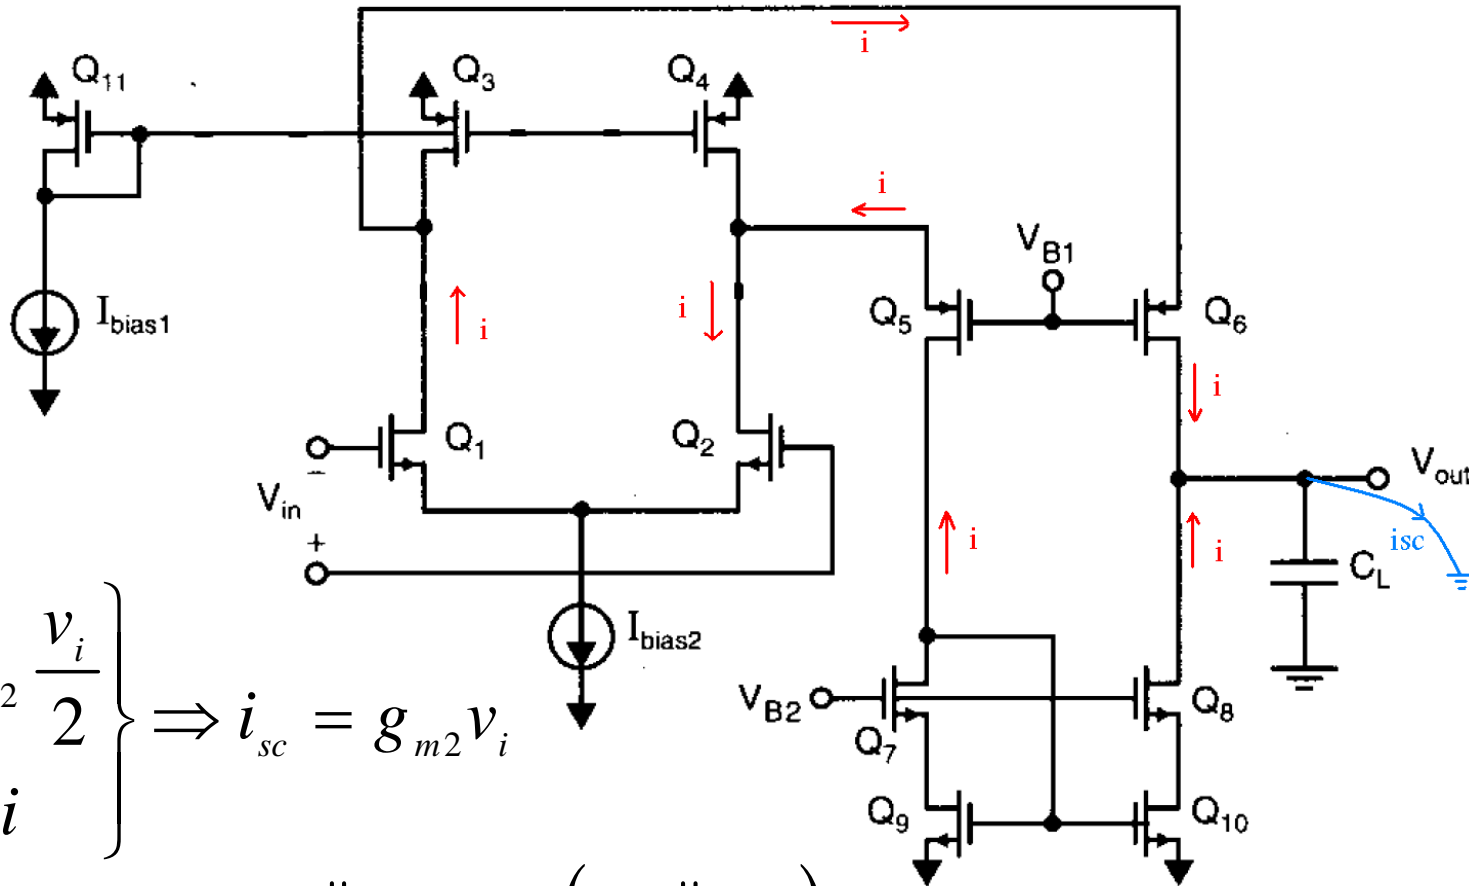 i
Q11
Q3
Q4
i
VB1
Ibias1
i
i
Q5
Q6
i
Q1
Q2
−
Vin
+
Vout
i
i
isc
CL
Ibias2
2 vi/2 } ⇒ isc = gm2vi
i
VB2
Q7
Q8
Q9
Q10